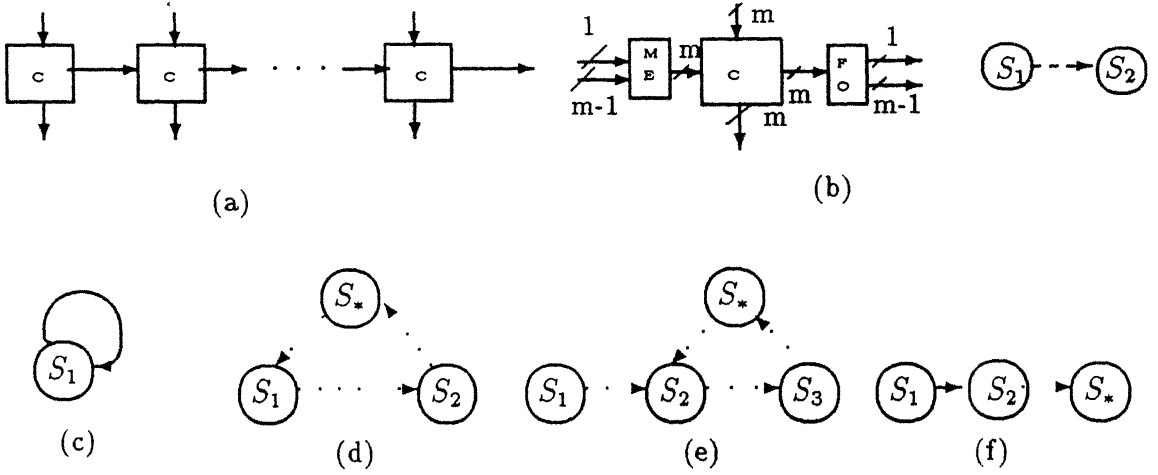 C C · · · C
(a)
1 m-1 M E m m C m m F O 1 m-1
(b)
S₁ S₂
S₁
(c)
S* S₁ S₂
(d)
S* S₁ S₂ S₃
(e)
S₁ S₂ S*
(f)